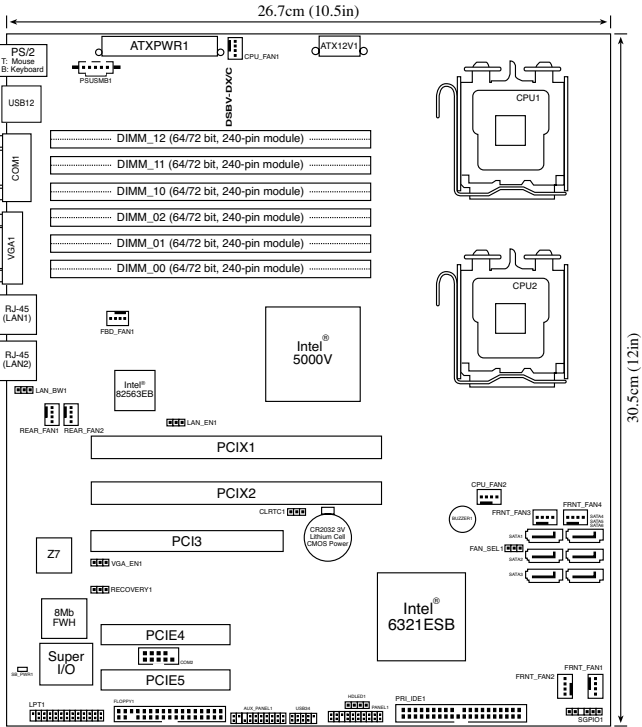 26.7cm (10.5in)
PS/2
T: Mouse
B: Keyboard
ATXPWR1
CPU_FAN1
ATX12V1
PSUSMB1
DSBV-DX/C
CPU1
USB12
COM1
DIMM_12 (64/72 bit, 240-pin module)
DIMM_11 (64/72 bit, 240-pin module)
DIMM_10 (64/72 bit, 240-pin module)
DIMM_02 (64/72 bit, 240-pin module)
DIMM_01 (64/72 bit, 240-pin module)
DIMM_00 (64/72 bit, 240-pin module)
VGA1
CPU2
RJ-45
(LAN1)
FBD_FAN1
Intel®
5000V
RJ-45
(LAN2)
30.5cm (12in)
LAN_BW1
Intel®
82563EB
REAR_FAN1
REAR_FAN2
LAN_EN1
PCIX1
PCIX2
CLRTC1
CR2032 3V
Lithium Cell
CMOS Power
CPU_FAN2
BUZZER1
FRNT_FAN3
FRNT_FAN4
SATA4
SATA5
SATA6
SATA1
FAN_SEL1
SATA2
SATA3
PCI3
Z7
VGA_EN1
RECOVERY1
8Mb
FWH
Intel®
6321ESB
PCIE4
Super
I/O
COM2
SB_PWR1
PCIE5
FRNT_FAN2
FRNT_FAN1
LPT1
FLOPPY1
AUX_PANEL1
USB34
HDLED1
PANEL1
PRI_IDE1
SGPIO1